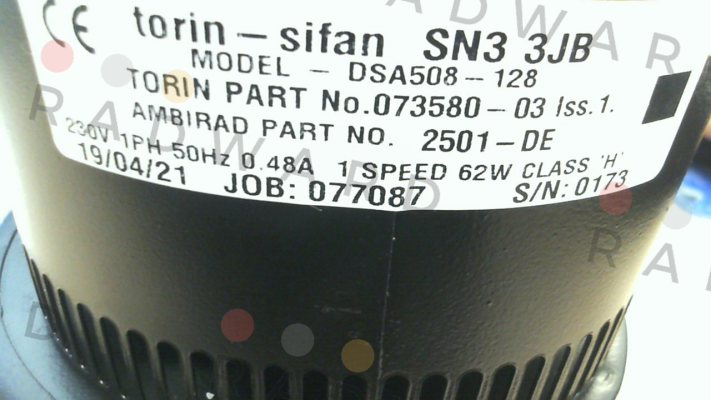 CE torin – sifan SN3 3JB
MODEL – DSA508 – 128
TORIN PART No.073580 – 03 Iss.1.
AMBIRAD PART NO. 2501 – DE
230V 1PH 50Hz 0.48A 1 SPEED 62W CLASS 'H'
19/04/21 JOB: 077087 S/N: 0173
RADWARD